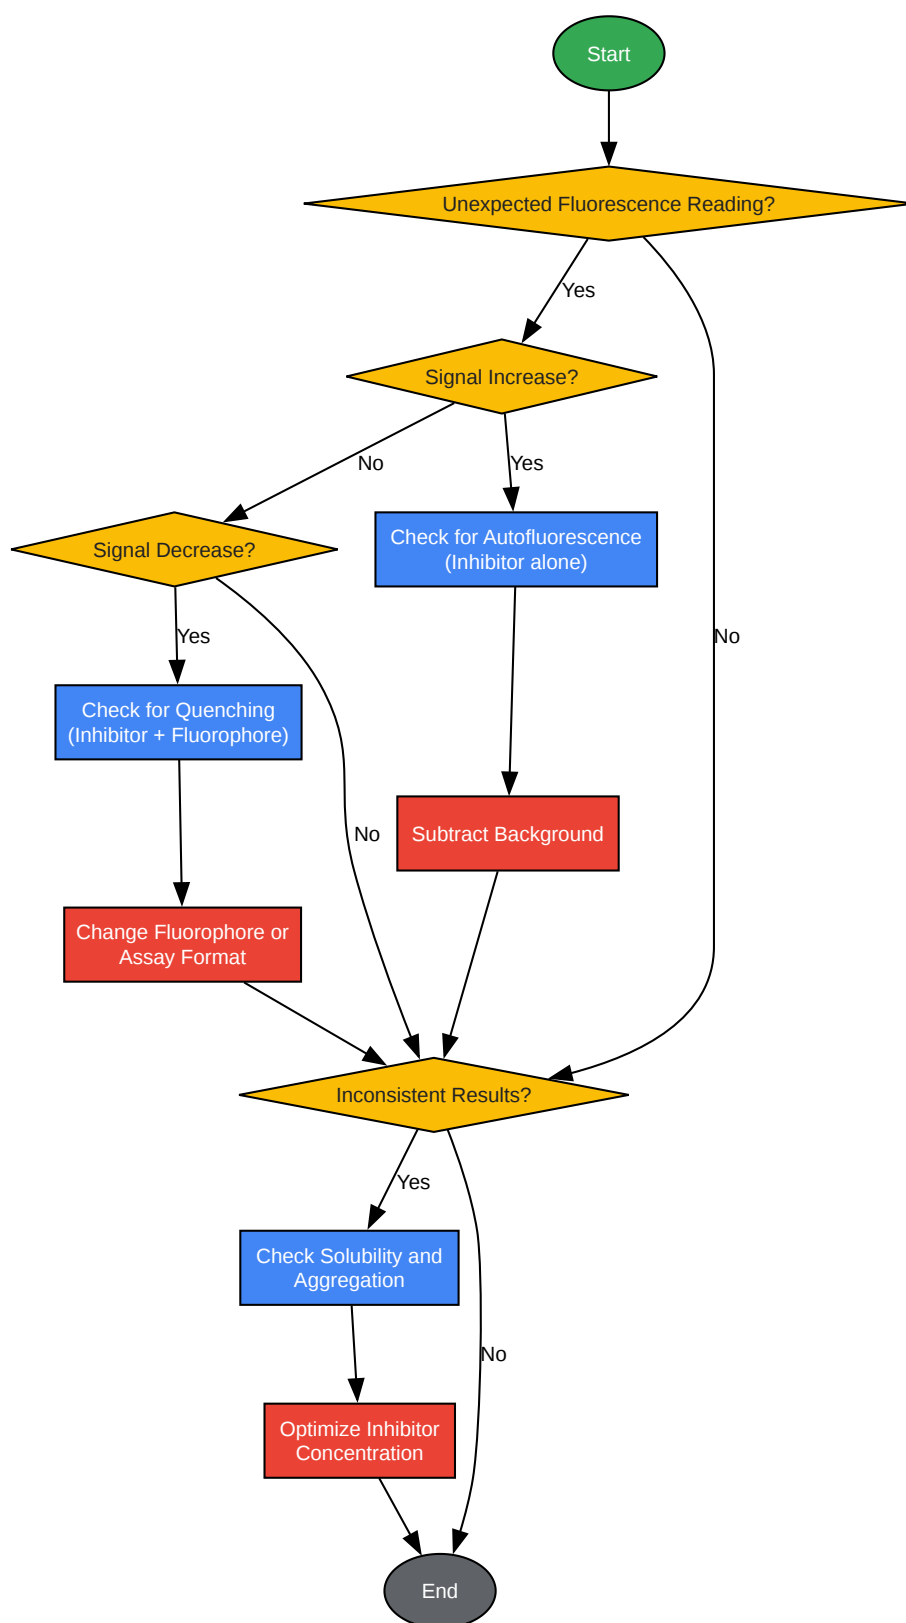 Start
Unexpected Fluorescence Reading?
Yes
Signal Increase?
No
Yes
Check for Autofluorescence
(Inhibitor alone)
Signal Decrease?
Yes
No
Check for Quenching
(Inhibitor + Fluorophore)
No
Subtract Background
Change Fluorophore or
Assay Format
Inconsistent Results?
Yes
Check Solubility and
Aggregation
No
Optimize Inhibitor
Concentration
End